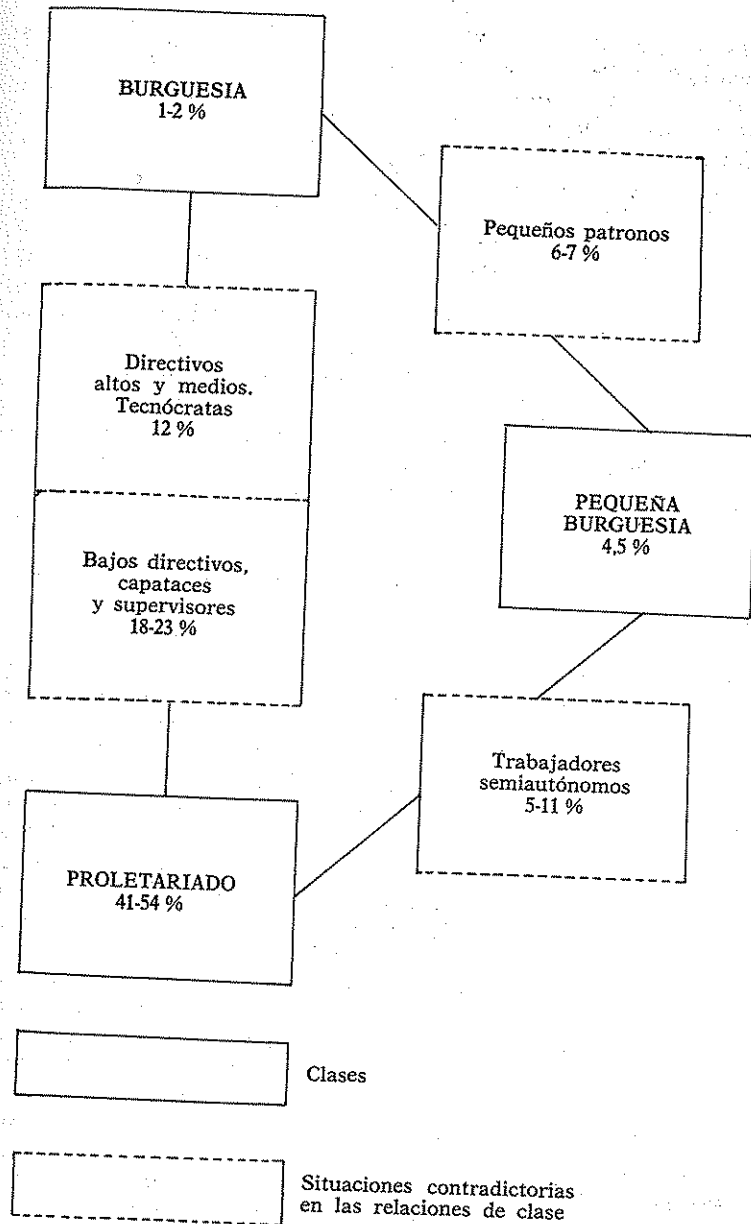 BURGUESIA
1-2 %
Pequeños patronos
6-7 %
Directivos
altos y medios.
Tecnócratas
12 %
Bajos directivos,
capataces
y supervisores
18-23 %
PEQUEÑA
BURGUESIA
4,5 %
Trabajadores
semiautónomos
5-11 %
PROLETARIADO
41-54 %
Clases
Situaciones contradictorias
en las relaciones de clase